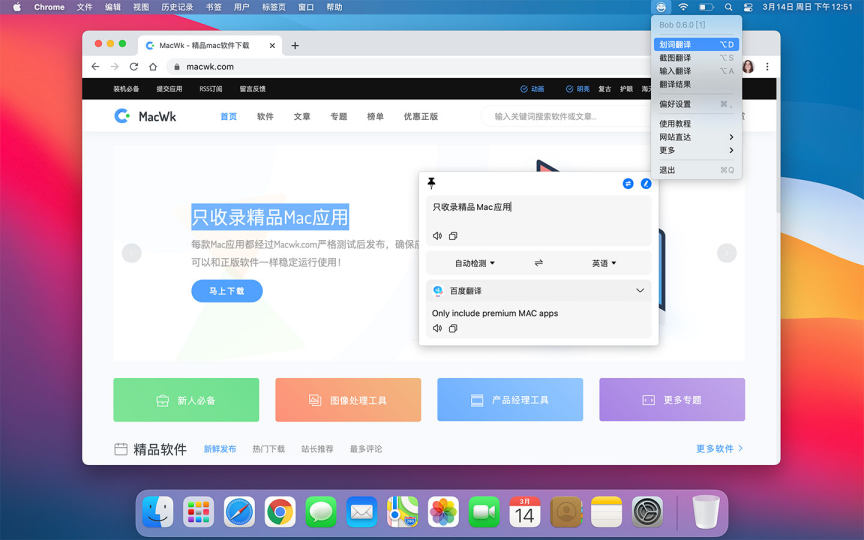 Chrome 文件 编辑 视图 历史记录 书签 用户 标签页 窗口 帮助 3月14日 周日 下午12:51
Bob 0.6.0 [1]
划词翻译 ⌥D
截图翻译 ⌥S
输入翻译 ⌥A
翻译结果
偏好设置 ⌘,
使用教程
网站直达
更多
退出 ⌘Q
MacWk - 精品mac软件下载
macwk.com
装机必备 提交应用 RSS订阅 留言反馈 动画 明亮 复古 护眼
MacWk 首页 软件 文章 专题 榜单 优惠正版 输入关键词搜索软件或文章...
只收录精品Mac应用
每款Mac应用都经过Macwk.com严格测试后发布，确保
可以和正版软件一样稳定运行使用！
马上下载
只收录精品Mac应用
自动检测 英语
百度翻译
Only include premium MAC apps
新人必备 图像处理工具 产品经理工具 更多专题
精品软件 新鲜发布 热门下载 站长推荐 最多评论 更多软件
3月
14